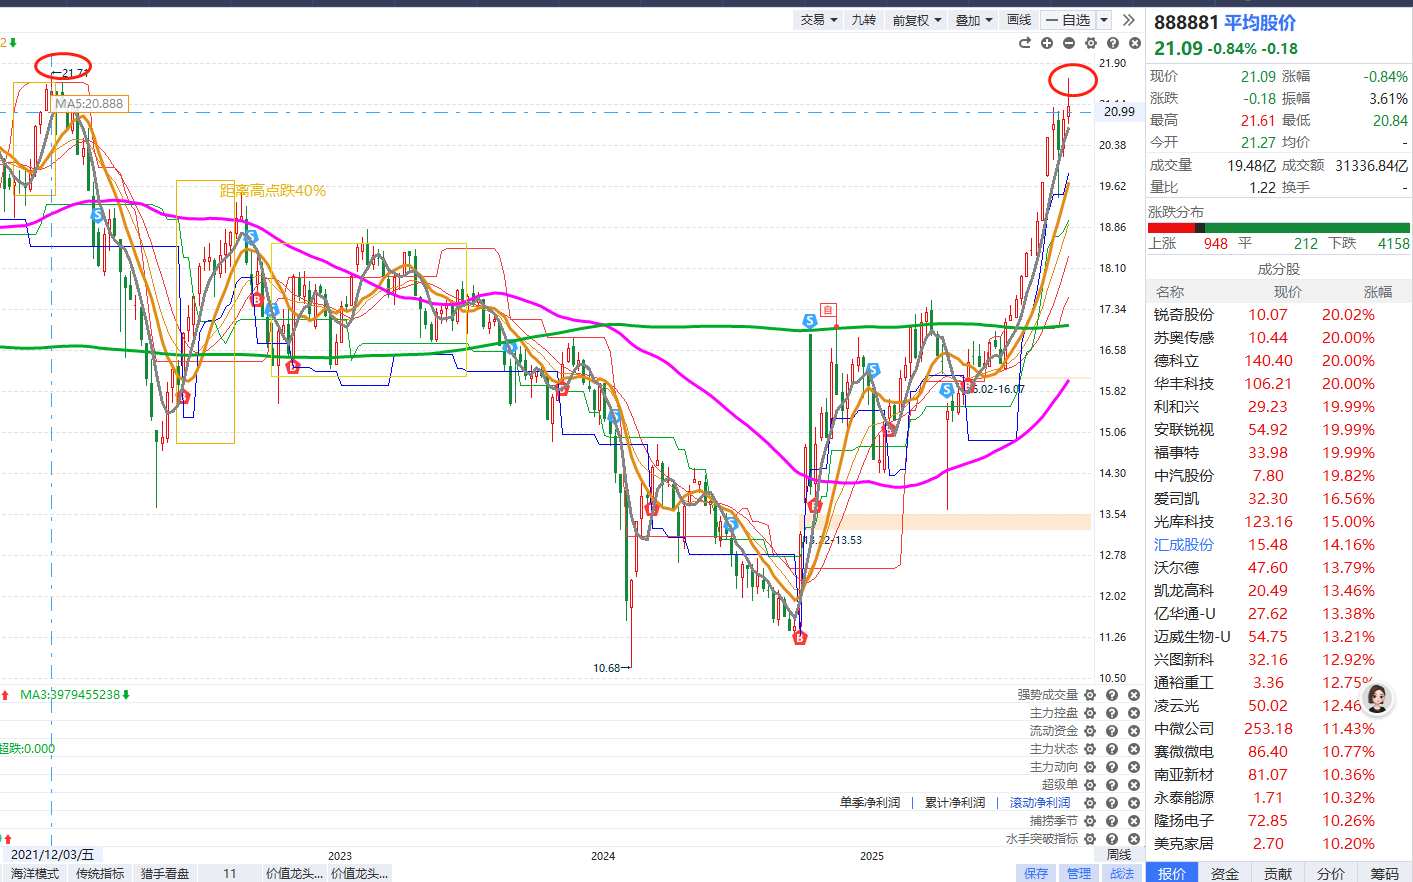 交易 九转 前复权 叠加 画线 一 自选
888881 平均股价
21.09 -0.84% -0.18
现价 21.09 涨幅 -0.84%
涨跌 -0.18 振幅 3.61%
最高 21.61 最低 20.84
今开 21.27 均价 -
成交量 19.48亿 成交额 31336.84亿
量比 1.22 换手 -
涨跌分布
上涨 948 平 212 下跌 4158
成分股
名称 现价 涨幅
锐奇股份 10.07 20.02%
苏奥传感 10.44 20.00%
德科立 140.40 20.00%
华丰科技 106.21 20.00%
利和兴 29.23 19.99%
安联锐视 54.92 19.99%
福事特 33.98 19.99%
中汽股份 7.80 19.82%
爱司凯 32.30 16.56%
光库科技 123.16 15.00%
汇成股份 15.48 14.16%
沃尔德 47.60 13.79%
凯龙高科 20.49 13.46%
亿华通-U 27.62 13.38%
迈威生物-U 54.75 13.21%
兴图新科 32.16 12.92%
通裕重工 3.36 12.75%
凌云光 50.02 12.46
中微公司 253.18 11.43%
赛微微电 86.40 10.77%
南亚新材 81.07 10.36%
永泰能源 1.71 10.32%
隆扬电子 72.85 10.26%
美克家居 2.70 10.20%
报价 资金 贡献 分价 筹码
2
←21.71
MA5:20.888
距离高点跌40%
自
16.02-16.07
13.22-13.53
10.68→
21.90
20.99
20.38
19.62
18.86
18.10
17.34
16.58
15.82
15.06
14.30
13.54
12.78
12.02
11.26
10.50
MA3:3979455238
强势成交量
主力控盘
流动资金
超跌:0.000
主力状态
主力动向
超级单
单季净利润 | 累计净利润 | 滚动净利润
捕捞季节
水手突破指标
2021/12/03/五 2023 2024 2025 周线
海洋模式 传统指标 猎手看盘 11 价值龙头... 价值龙头... 保存 管理 战法